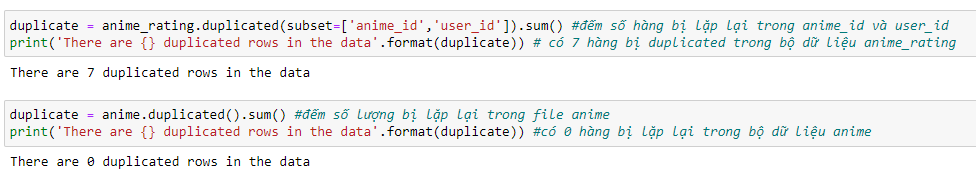 duplicate = anime_rating.duplicated(subset=['anime_id','user_id']).sum() #đếm số hàng bị lặp lại trong anime_id và user_id
print('There are {} duplicated rows in the data'.format(duplicate)) # có 7 hàng bị duplicated trong bộ dữ liệu anime_rating
There are 7 duplicated rows in the data
duplicate = anime.duplicated().sum() #đếm số lượng bị lặp lại trong file anime
print('There are {} duplicated rows in the data'.format(duplicate)) #có 0 hàng bị lặp lại trong bộ dữ liệu anime
There are 0 duplicated rows in the data